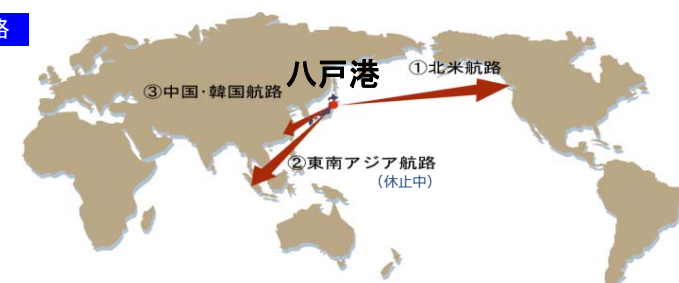 路
八戸港
①北米航路
③中国・韓国航路
②東南アジア航路
（休止中）